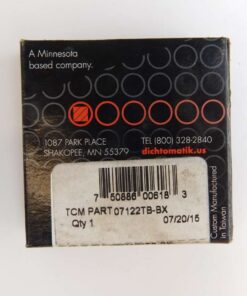 A Minnesota
based company.
1087 PARK PLACE
SHAKOPEE, MN 55379
TEL (800) 328-2840
dichtomatik.us
Custom Manufactured
in Taiwan
7 50886 00618 3
TCM PART 07122TB-BX
Qty 1
07/20/15